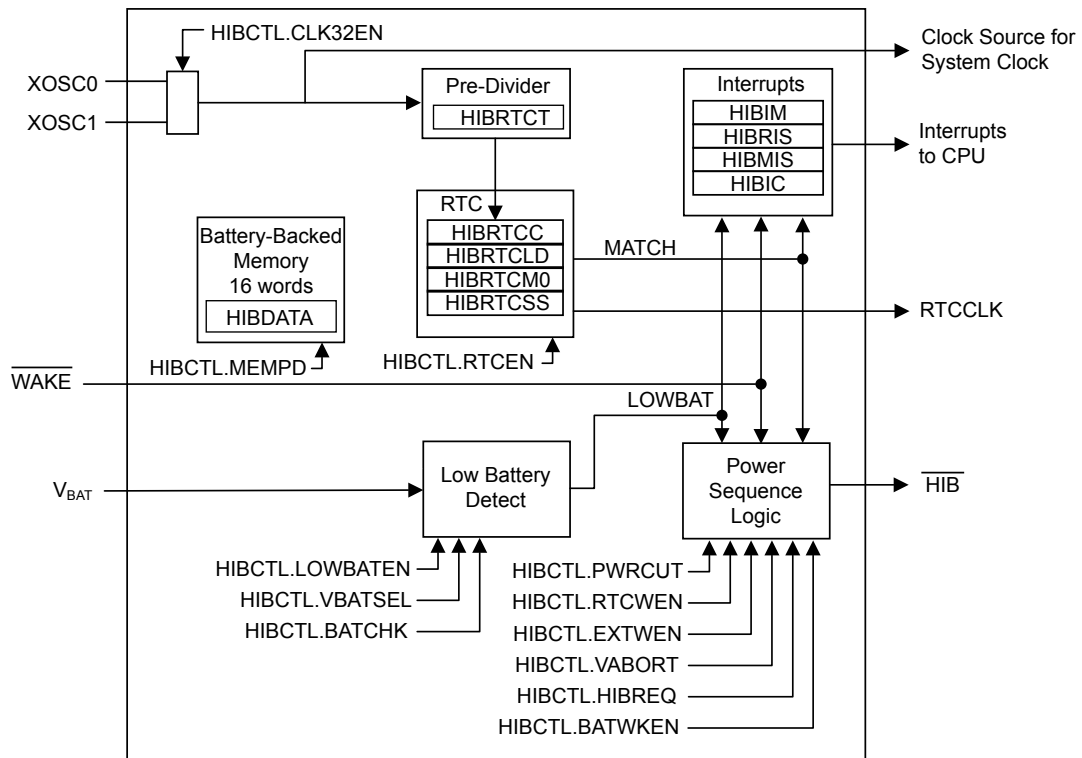 HIBCTL.CLK32EN
XOSC0
XOSC1
Clock Source for
System Clock
Pre-Divider
HIBRTCT
Interrupts
HIBIM
HIBRIS
HIBMIS
HIBIC
Interrupts
to CPU
RTC
HIBRTCC
HIBRTCLD
HIBRTCM0
HIBRTCSS
MATCH
RTCCLK
Battery-Backed
Memory
16 words
HIBDATA
HIBCTL.MEMPD
HIBCTL.RTCEN
WAKE
LOWBAT
VBAT
Low Battery
Detect
Power
Sequence
Logic
HIB
HIBCTL.LOWBATEN
HIBCTL.VBATSEL
HIBCTL.BATCHK
HIBCTL.PWRCUT
HIBCTL.RTCWEN
HIBCTL.EXTWEN
HIBCTL.VABORT
HIBCTL.HIBREQ
HIBCTL.BATWKEN